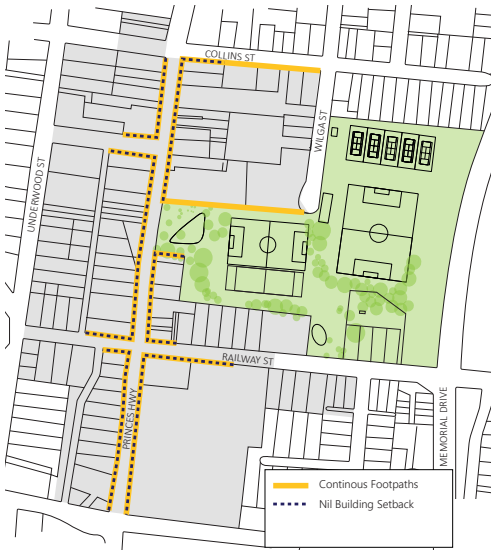 COLLINS ST
WILGA ST
UNDERWOOD ST
RAILWAY ST
PRINCES HWY
MEMORIAL DRIVE
Continous Footpaths
Nil Building Setback